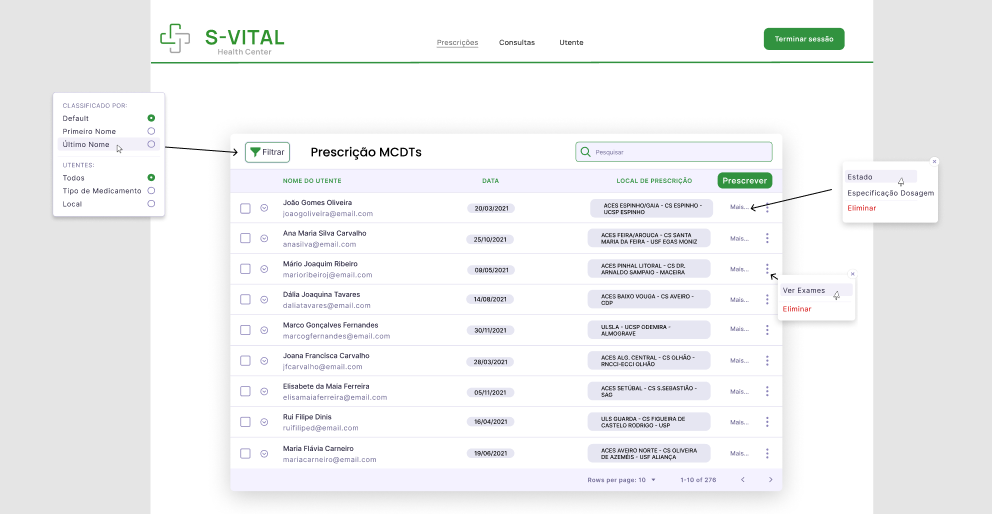 S-VITAL
Health Center
Prescrições
Consultas
Utente
Terminar sessão
CLASSIFICADO POR:
Default
Primeiro Nome
Último Nome
UTENTES:
Todos
Tipo de Medicamento
Local
Filtrar
Prescrição MCDTs
Pesquisar
NOME DO UTENTE
DATA
LOCAL DE PRESCRIÇÃO
Prescrever
João Gomes Oliveira
joaogoliveira@email.com
20/03/2021
ACES ESPINHO/GAIA - CS ESPINHO -
UCSP ESPINHO
Mais...
Ana Maria Silva Carvalho
anasilva@email.com
25/10/2021
ACES FEIRA/AROUCA - CS SANTA
MARIA DA FEIRA - USF EGAS MONIZ
Mais...
Mário Joaquim Ribeiro
marioribeiroj@email.com
08/05/2021
ACES PINHAL LITORAL - CS DR.
ARNALDO SAMPAIO - MACEIRA
Mais...
Dália Joaquina Tavares
daliatavares@email.com
14/08/2021
ACES BAIXO VOUGA - CS AVEIRO -
CDP
Mais...
Marco Gonçalves Fernandes
marcogfernandes@email.com
30/11/2021
ULSLA - UCSP ODEMIRA -
ALMOGRAVE
Mais...
Joana Francisca Carvalho
jfcarvalho@email.com
28/03/2021
ACES ALG. CENTRAL - CS OLHÃO -
RNCCI-ECCI OLHÃO
Mais...
Elisabete da Maia Ferreira
elisamaiaferreira@email.com
05/11/2021
ACES SETÚBAL - CS S.SEBASTIÃO -
SAG
Mais...
Rui Filipe Dinis
ruifiliped@email.com
16/04/2021
ULS GUARDA - CS FIGUEIRA DE
CASTELO RODRIGO - USP
Mais...
Maria Flávia Carneiro
mariacarneiro@email.com
19/06/2021
ACES AVEIRO NORTE - CS OLIVEIRA
DE AZEMÉIS - USF ALIANÇA
Mais...
Rows per page: 10
1-10 of 276
Estado
Especificação Dosagem
Eliminar
Ver Exames
Eliminar